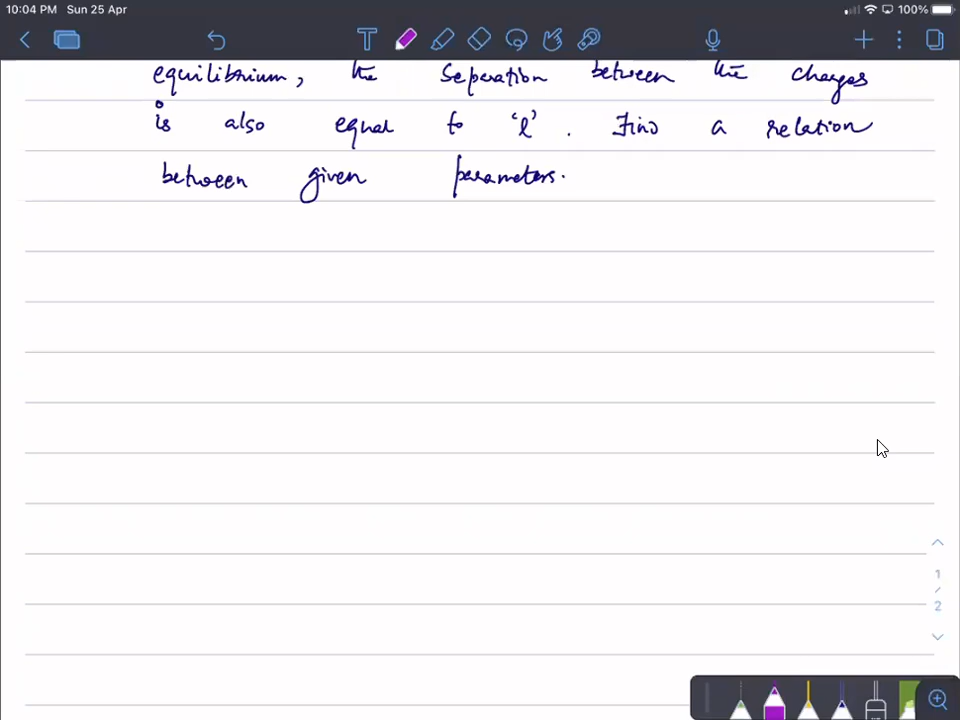 10:04 PM Sun 25 Apr 100%
equilibrium, the separation between the charges
is also equal to 'l'. Find a relation
between given parameters.
1
/
2